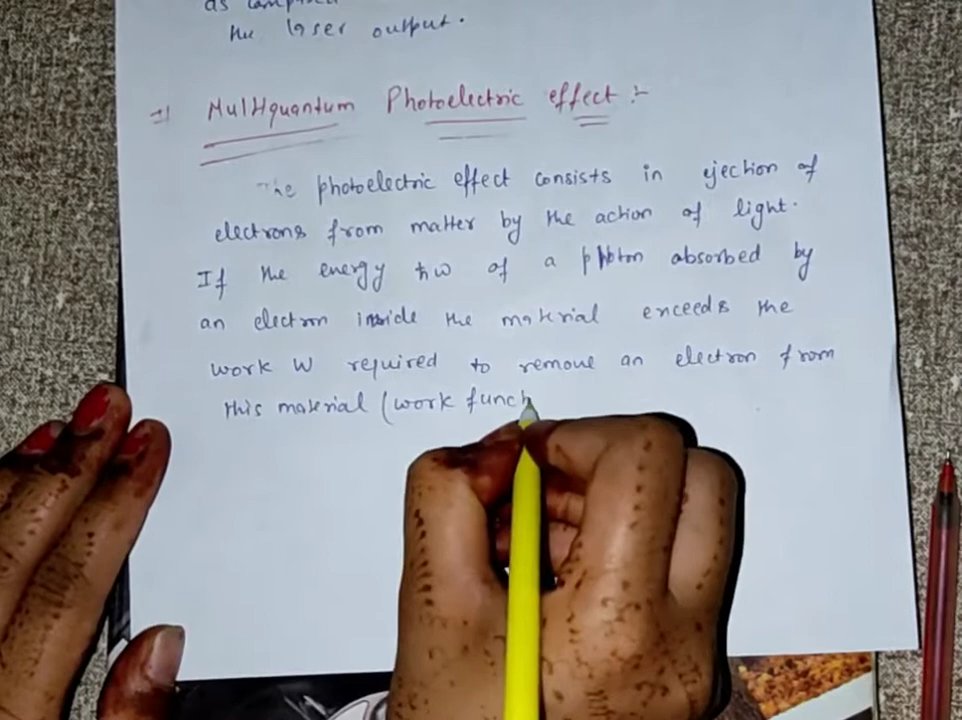 as
the laser output.
Multiquantum Photoelectric effect :-
The photoelectric effect consists in ejection of
electrons from matter by the action of light.
If the energy ħω of a photon absorbed by
an electron inside the material exceeds the
work W required to remove an electron from
this material (work funct